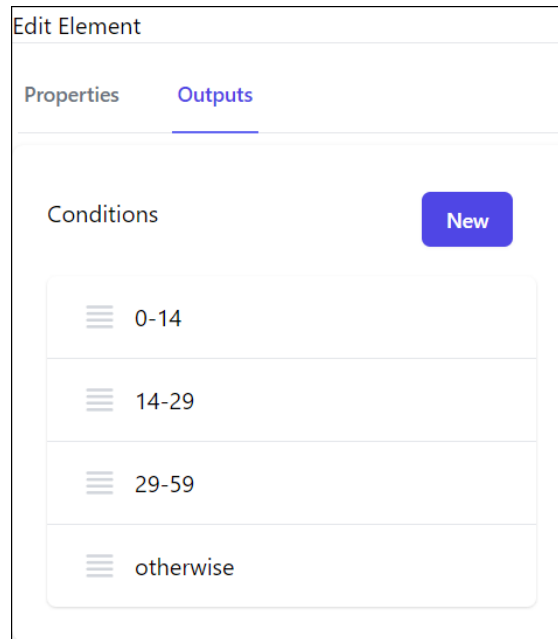 Edit Element
Properties Outputs
Conditions New
0-14
14-29
29-59
otherwise